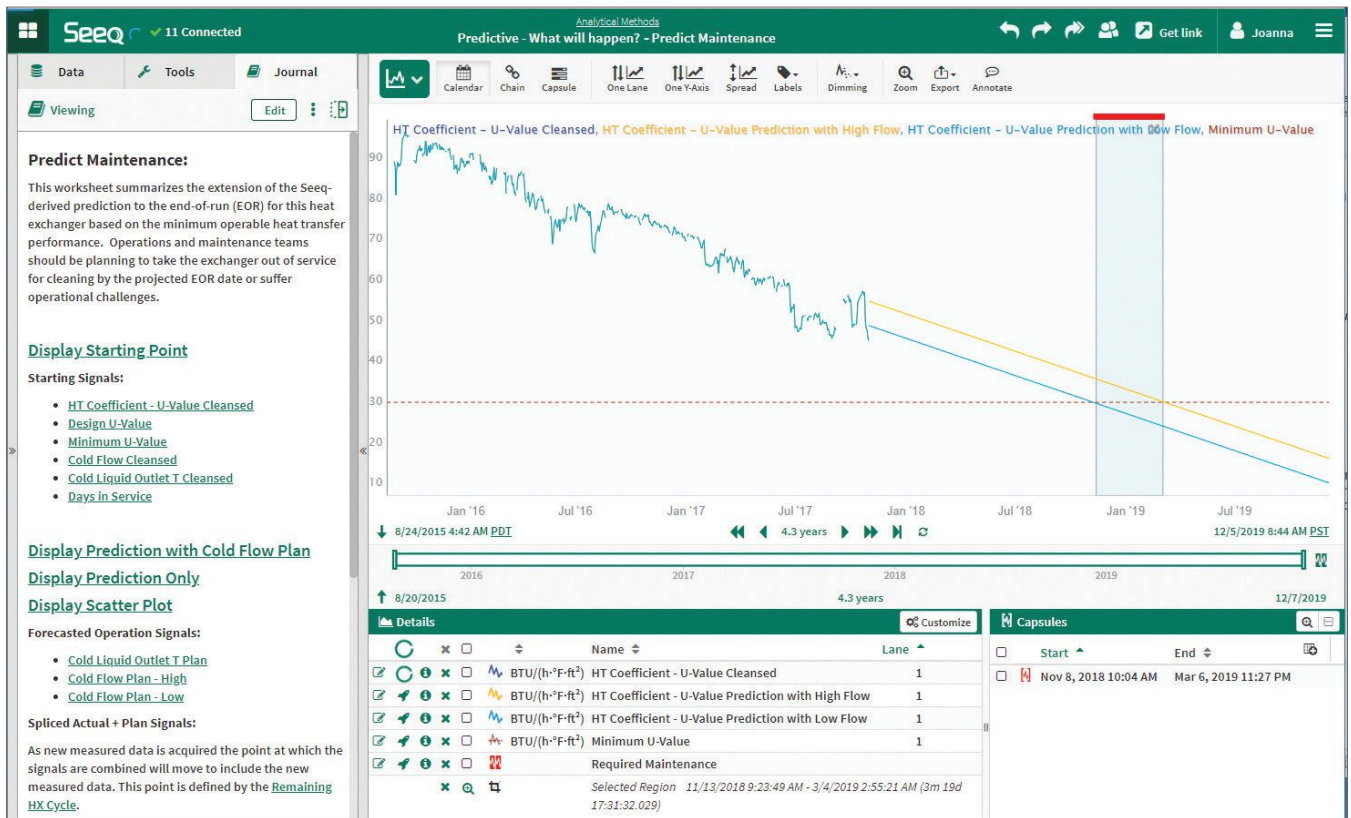 Seeq
11 Connected
Analytical Methods
Predictive - What will happen? - Predict Maintenance
Get link
Joanna
Data
Tools
Journal
Viewing
Edit
Predict Maintenance:
This worksheet summarizes the extension of the Seeq-
derived prediction to the end-of-run (EOR) for this heat
exchanger based on the minimum operable heat transfer
performance. Operations and maintenance teams
should be planning to take the exchanger out of service
for cleaning by the projected EOR date or suffer
operational challenges.
Display Starting Point
Starting Signals:
HT Coefficient - U-Value Cleansed
Design U-Value
Minimum U-Value
Cold Flow Cleansed
Cold Liquid Outlet T Cleansed
Days in Service
Display Prediction with Cold Flow Plan
Display Prediction Only
Display Scatter Plot
Forecasted Operation Signals:
Cold Liquid Outlet T Plan
Cold Flow Plan - High
Cold Flow Plan - Low
Spliced Actual + Plan Signals:
As new measured data is acquired the point at which the
signals are combined will move to include the new
measured data. This point is defined by the Remaining
HX Cycle.
Calendar Chain Capsule One Lane One Y-Axis Spread Labels Dimming Zoom Export Annotate
HT Coefficient - U-Value Cleansed, HT Coefficient - U-Value Prediction with High Flow, HT Coefficient - U-Value Prediction with Low Flow, Minimum U-Value
90
80
70
60
50
40
30
20
10
Jan '16 Jul '16 Jan '17 Jul '17 Jan '18 Jul '18 Jan '19 Jul '19
8/24/2015 4:42 AM PDT 4.3 years 12/5/2019 8:44 AM PST
2016 2017 2018 2019
8/20/2015 4.3 years 12/7/2019
Details Customize
Name Lane
BTU/(h·°F·ft²) HT Coefficient - U-Value Cleansed 1
BTU/(h·°F·ft²) HT Coefficient - U-Value Prediction with High Flow 1
BTU/(h·°F·ft²) HT Coefficient - U-Value Prediction with Low Flow 1
BTU/(h·°F·ft²) Minimum U-Value 1
Required Maintenance
Selected Region 11/13/2018 9:23:49 AM - 3/4/2019 2:55:21 AM (3m 19d
17:31:32.029)
Capsules
Start End
Nov 8, 2018 10:04 AM Mar 6, 2019 11:27 PM